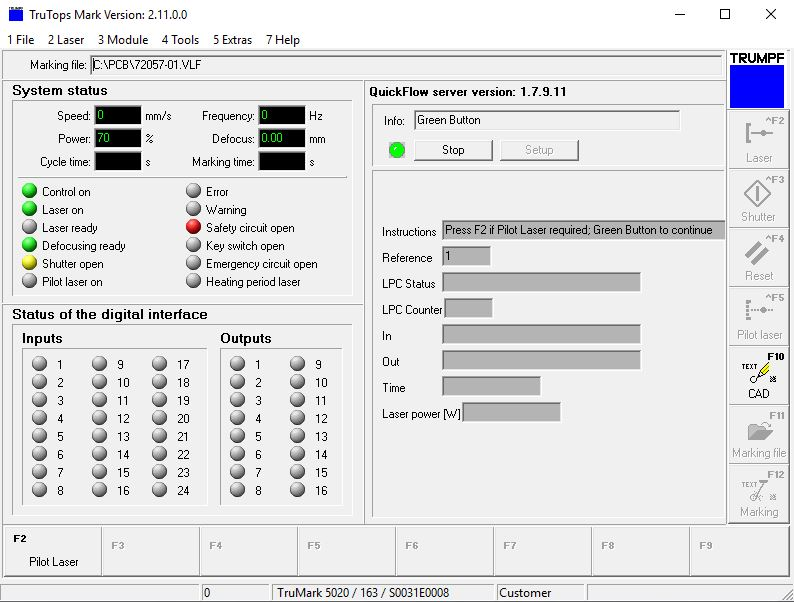 TruTops Mark Version: 2.11.0.0
1 File 2 Laser 3 Module 4 Tools 5 Extras 7 Help
Marking file: C:\PCB\72057-01.VLF
TRUMPF
System status
Speed: 0 mm/s Frequency: 0 Hz
Power: 70 % Defocus: 0.00 mm
Cycle time: s Marking time: s
Control on Error
Laser on Warning
Laser ready Safety circuit open
Defocusing ready Key switch open
Shutter open Emergency circuit open
Pilot laser on Heating period laser
Status of the digital interface
Inputs Outputs
1 9 17 1 9
2 10 18 2 10
3 11 19 3 11
4 12 20 4 12
5 13 21 5 13
6 14 22 6 14
7 15 23 7 15
8 16 24 8 16
QuickFlow server version: 1.7.9.11
Info: Green Button
Stop Setup
Instructions Press F2 if Pilot Laser required; Green Button to continue
Reference 1
LPC Status
LPC Counter
In
Out
Time
Laser power [W]
^F2
Laser
^F3
Shutter
^F4
Reset
^F5
Pilot laser
F10
TEXT
CAD
F11
Marking file
F12
TEXT
Marking
F2 F3 F4 F5 F6 F7 F8 F9
Pilot Laser
0 TruMark 5020 / 163 / S0031E0008 Customer